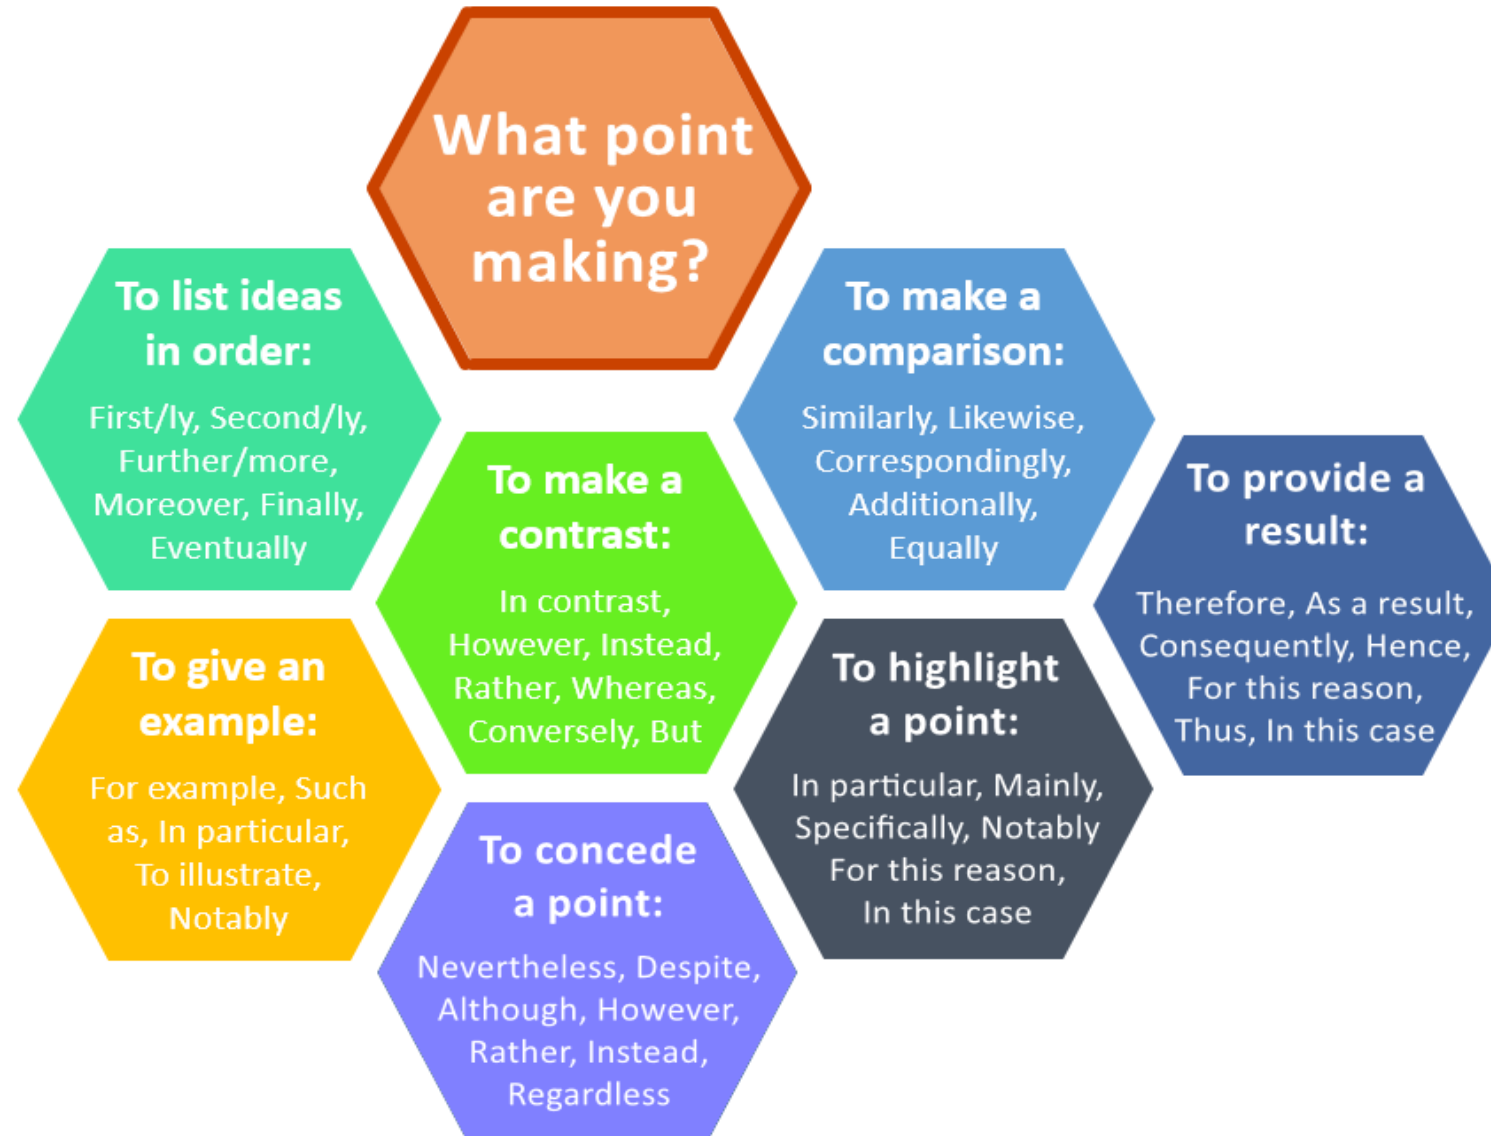 What point
are you
making?
To list ideas
in order:
First/ly, Second/ly,
Further/more,
Moreover, Finally,
Eventually
To make a
comparison:
Similarly, Likewise,
Correspondingly,
Additionally,
Equally
To make a
contrast:
In contrast,
However, Instead,
Rather, Whereas,
Conversely, But
To provide a
result:
Therefore, As a result,
Consequently, Hence,
For this reason,
Thus, In this case
To give an
example:
For example, Such
as, In particular,
To illustrate,
Notably
To highlight
a point:
In particular, Mainly,
Specifically, Notably
For this reason,
In this case
To concede
a point:
Nevertheless, Despite,
Although, However,
Rather, Instead,
Regardless